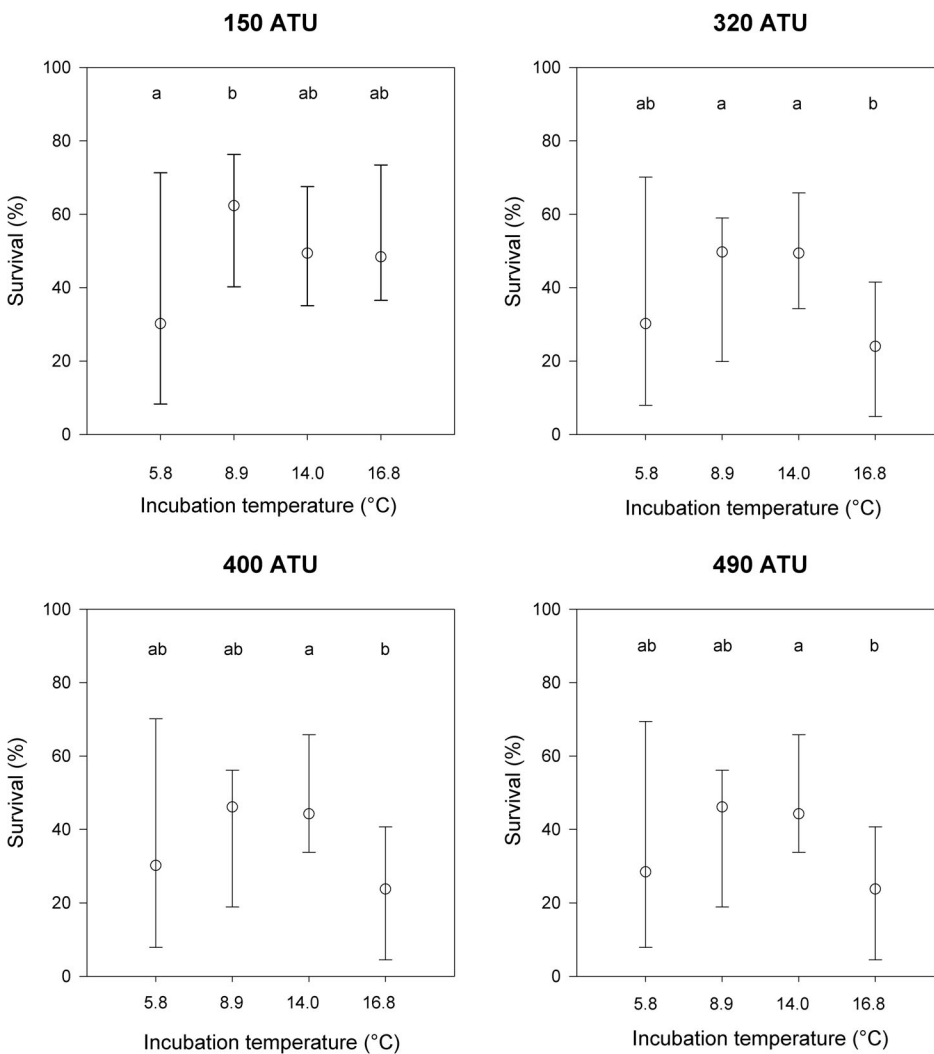 150 ATU
100
80
60
40
20
0
Survival (%)
a b ab ab
5.8 8.9 14.0 16.8
Incubation temperature (°C)
320 ATU
100
80
60
40
20
0
Survival (%)
ab a a b
5.8 8.9 14.0 16.8
Incubation temperature (°C)
400 ATU
100
80
60
40
20
0
Survival (%)
ab ab a b
5.8 8.9 14.0 16.8
Incubation temperature (°C)
490 ATU
100
80
60
40
20
0
Survival (%)
ab ab a b
5.8 8.9 14.0 16.8
Incubation temperature (°C)